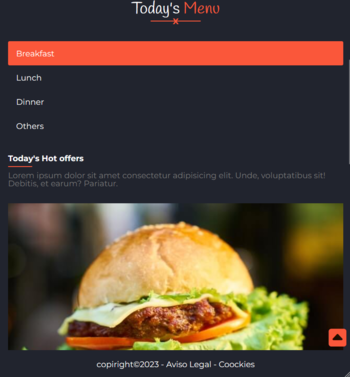 Today's Menu
Breakfast
Lunch
Dinner
Others
Today's Hot offers
Lorem ipsum dolor sit amet consectetur adipisicing elit. Unde, voluptatibus sit!
Debitis, et earum? Pariatur.
copiright©2023 - Aviso Legal - Coockies